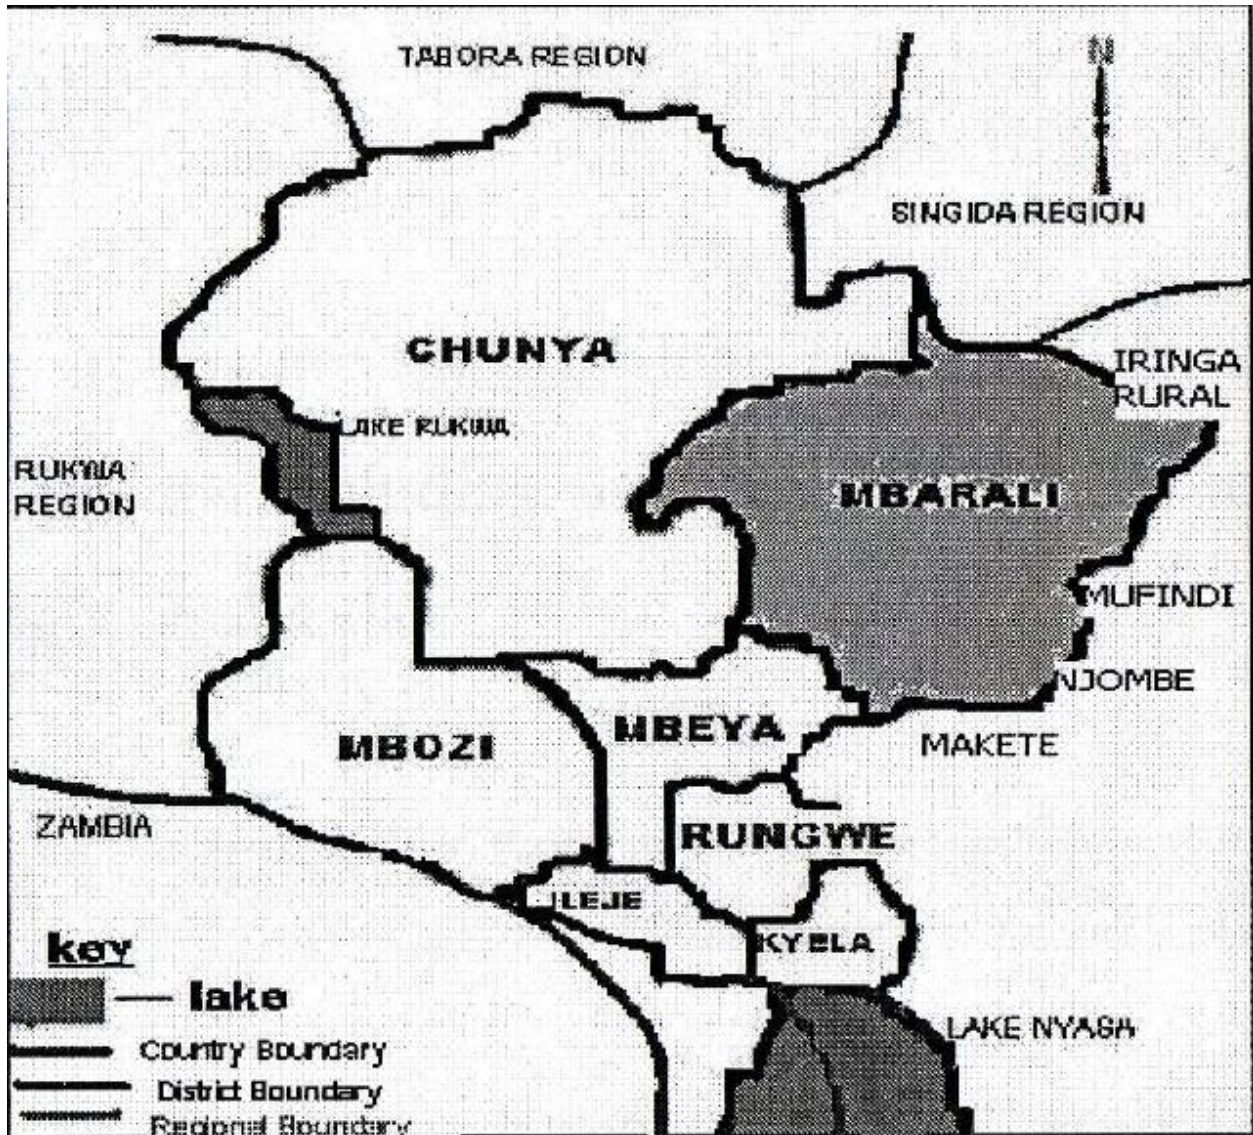 TABORA REGION
N
SINGIDA REGION
CHUNYA
IRINGA
RURAL
LAKE RUKWA
RUKWA
REGION
MBARALI
MUFINDI
NJOMBE
MBEYA
MBOZI
MAKETE
ZAMBIA
RUNGWE
ILEJE
KYELA
key
lake
LAKE NYASA
Country Boundary
District Boundary
Regional Boundary